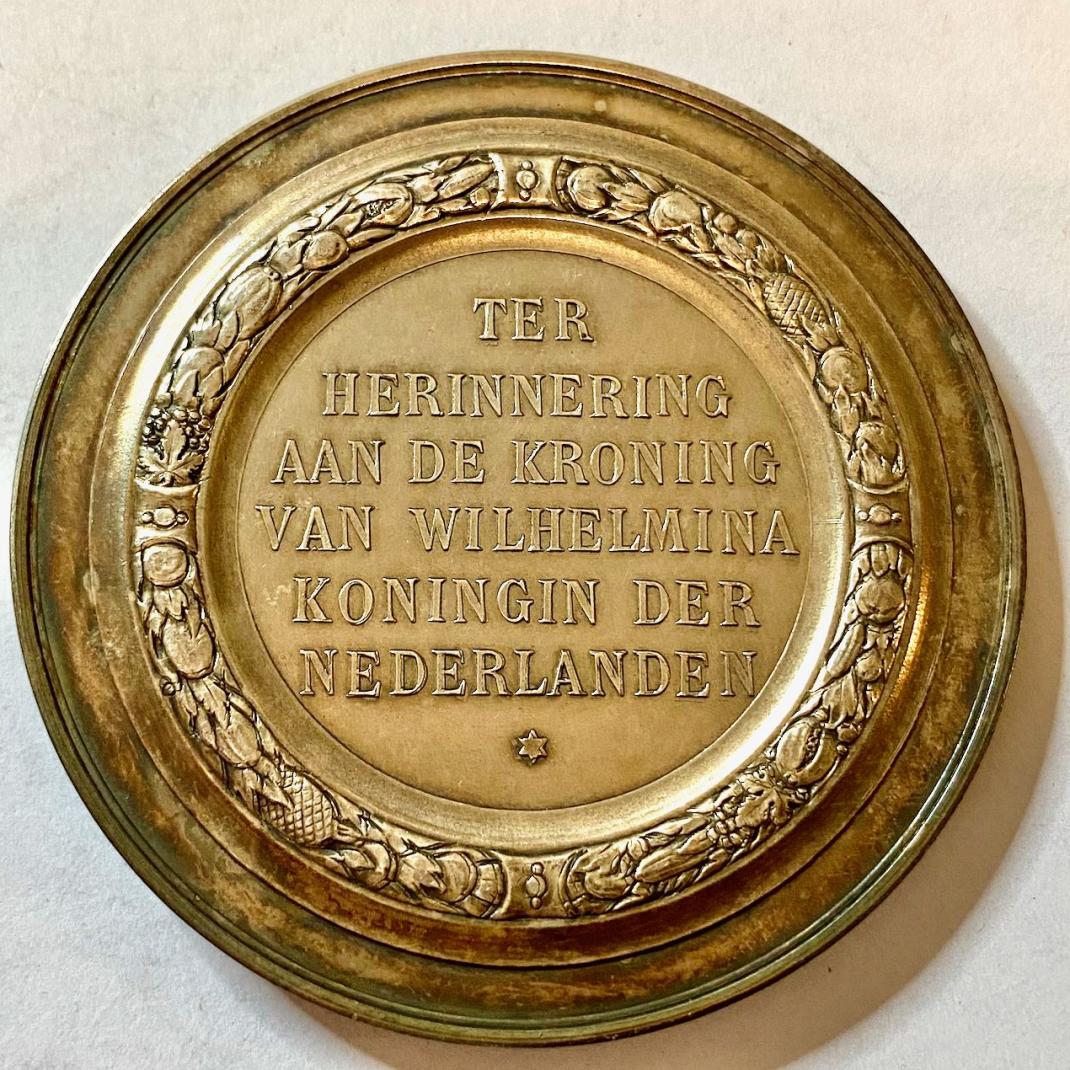 TER
HERINNERING
AAN DE KRONING
VAN WILHELMINA
KONINGIN DER
NEDERLANDEN